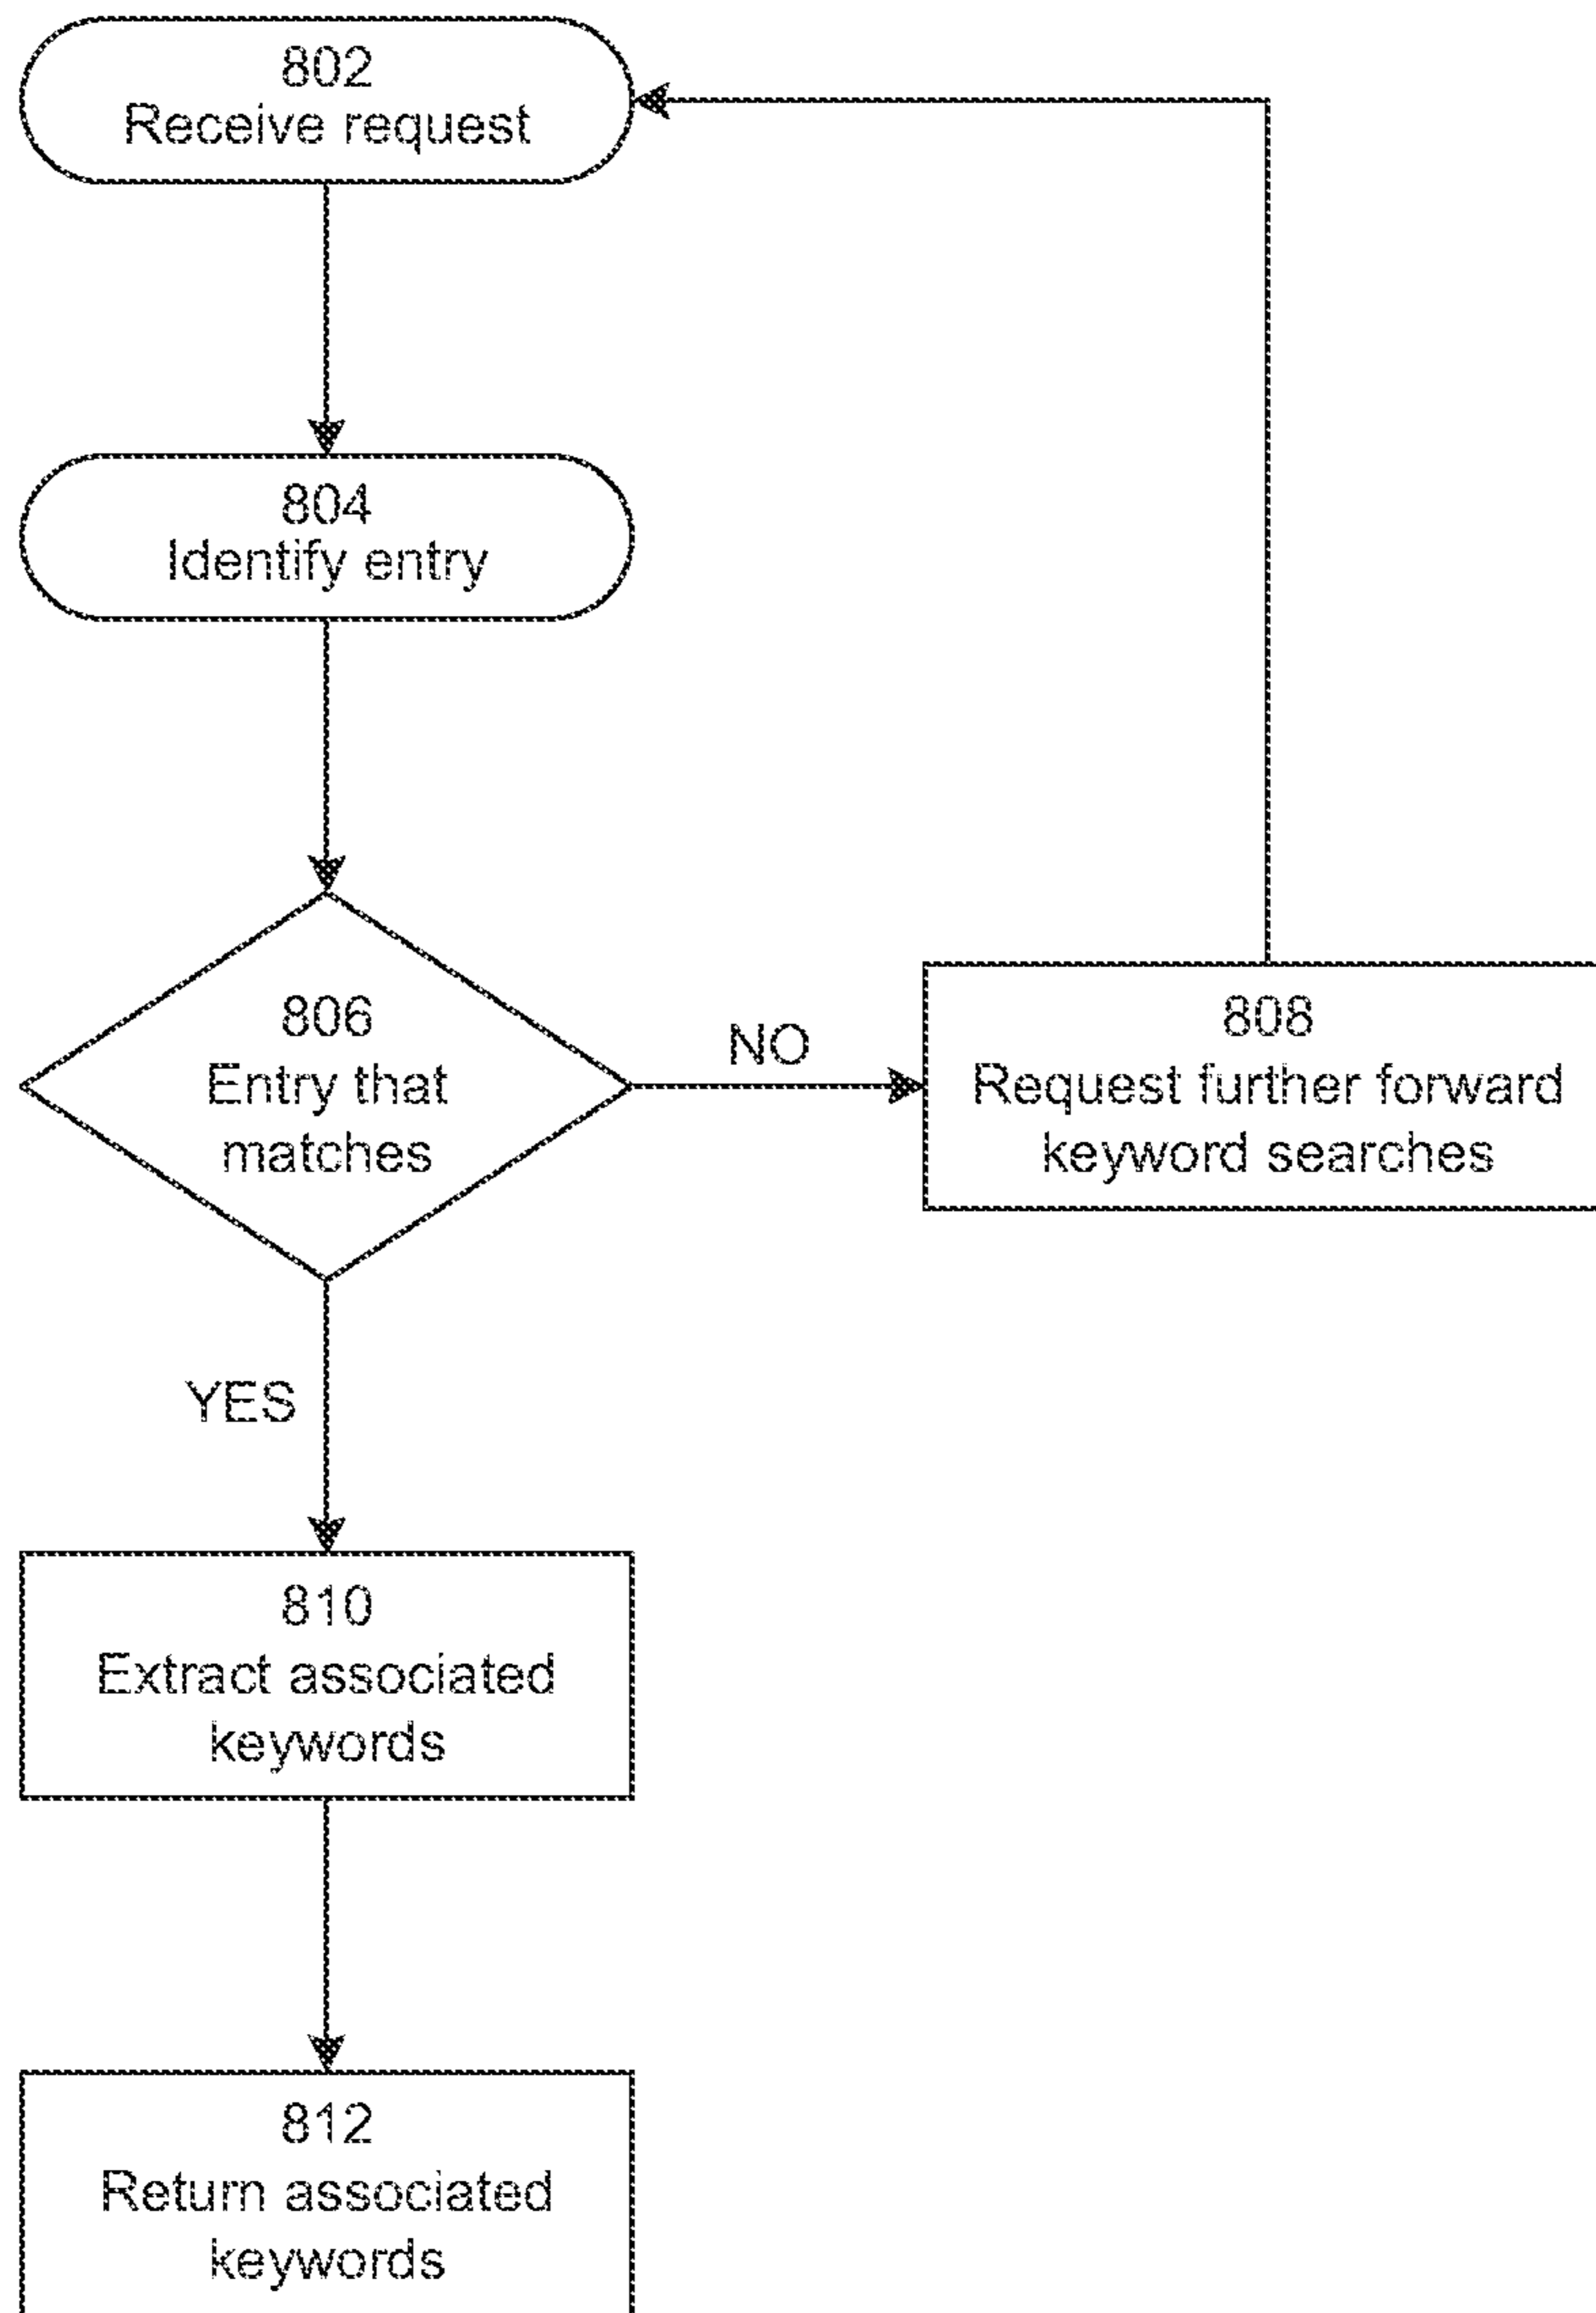 802
Receive request
804
Identify entry
806
Entry that
matches
NO
808
Request further forward
keyword searches
YES
810
Extract associated
keywords
812
Return associated
keywords